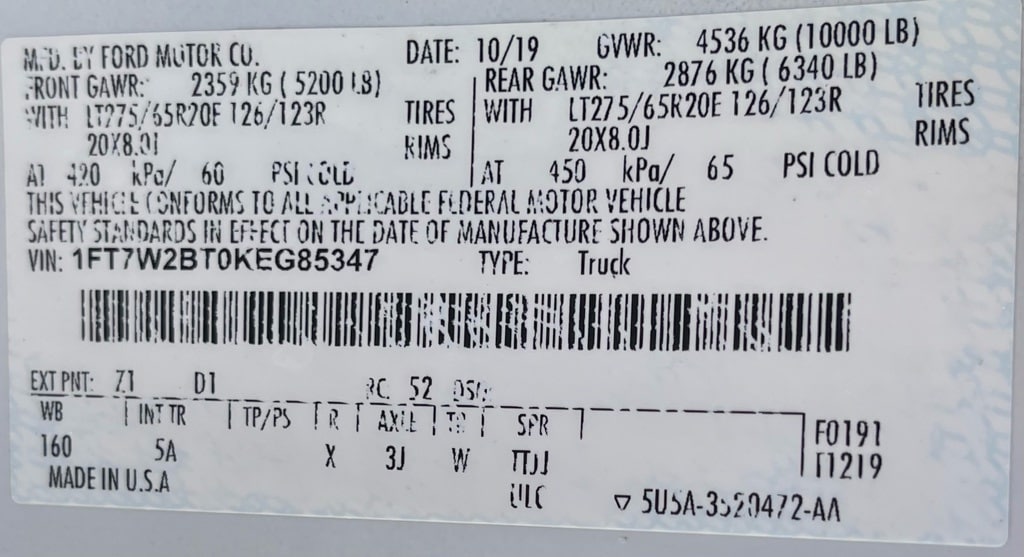 MFD. BY FORD MOTOR CO. DATE: 10/19 GVWR: 4536 KG (10000 LB)
FRONT GAWR: 2359 KG ( 5200 LB) REAR GAWR: 2876 KG ( 6340 LB)
WITH LT275/65R20E 126/123R TIRES WITH LT275/65R20E 126/123R TIRES
20X8.0J RIMS 20X8.0J RIMS
AT 420 kPa/ 60 PSI COLD AT 450 kPa/ 65 PSI COLD
THIS VEHICLE CONFORMS TO ALL APPLICABLE FEDERAL MOTOR VEHICLE
SAFETY STANDARDS IN EFFECT ON THE DATE OF MANUFACTURE SHOWN ABOVE.
VIN: 1FT7W2BT0KEG85347 TYPE: Truck
EXT PNT: Z1 D1 RC: 52 DSO:
WB INT TR TP/PS R AXLE TR SPR F0191
160 5A X 3J W TTJJ T1219
MADE IN U.S.A ULC ▽ 5U5A-3520472-AA